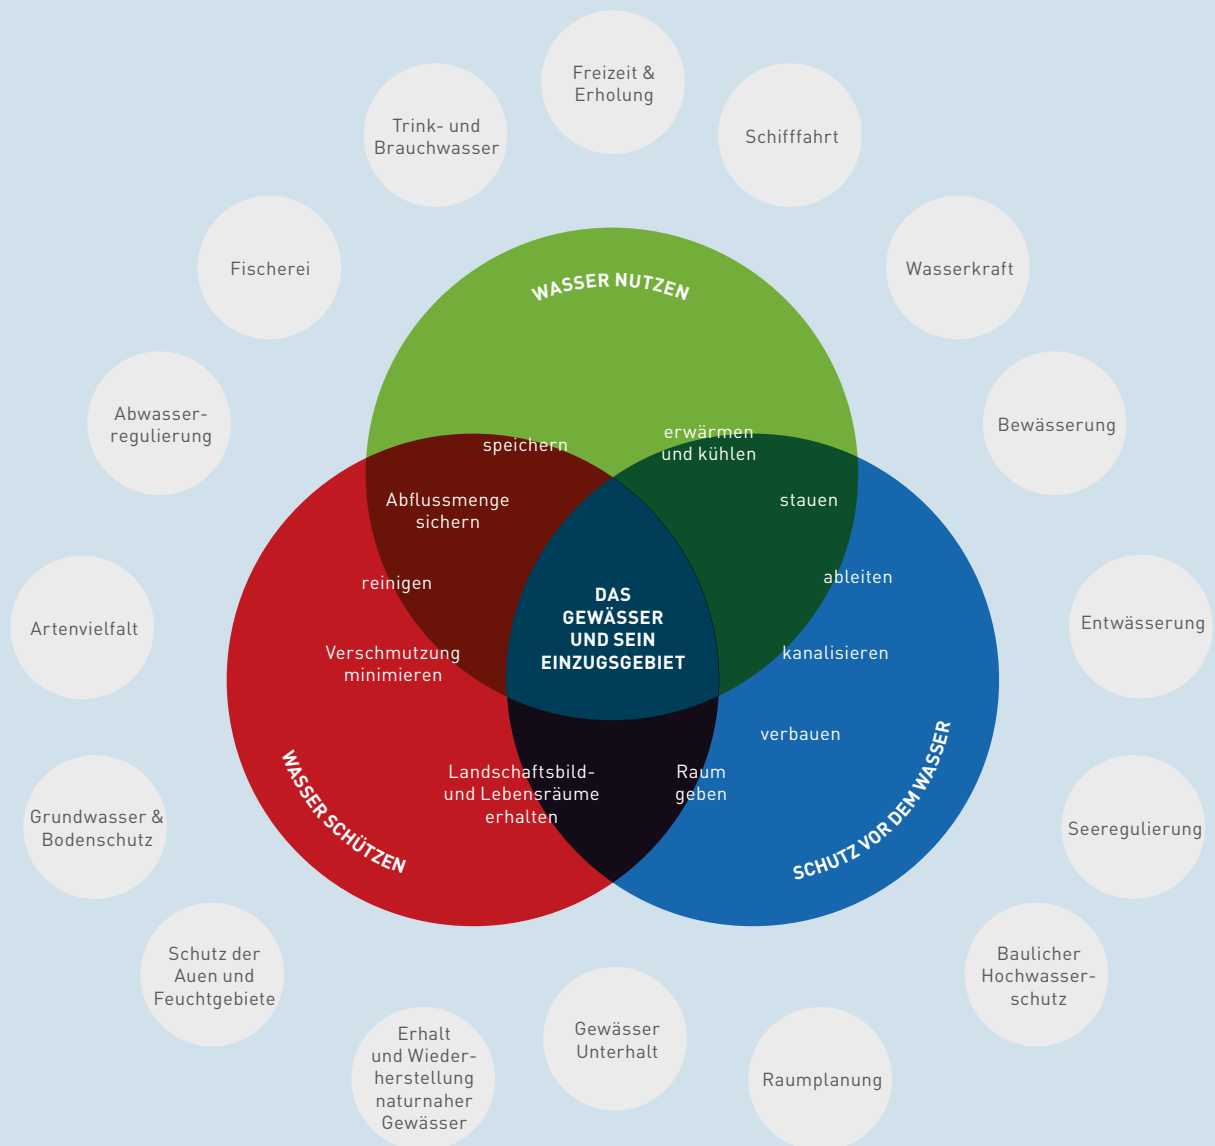 Freizeit &
Erholung
Trink- und
Brauchwasser
Schifffahrt
Fischerei
Wasserkraft
WASSER NUTZEN
Abwasser-
regulierung
Bewässerung
speichern
erwärmen
und kühlen
Abflussmenge
sichern
stauen
reinigen
ableiten
DAS
GEWÄSSER
UND SEIN
EINZUGSGEBIET
Artenvielfalt
Entwässerung
Verschmutzung
minimieren
kanalisieren
verbauen
Landschaftsbild-
und Lebensräume
erhalten
Raum
geben
WASSER SCHÜTZEN
SCHUTZ VOR DEM WASSER
Grundwasser &
Bodenschutz
Seeregulierung
Schutz der
Auen und
Feuchtgebiete
Baulicher
Hochwasser-
schutz
Erhalt
und Wieder-
herstellung
naturnaher
Gewässer
Gewässer
Unterhalt
Raumplanung